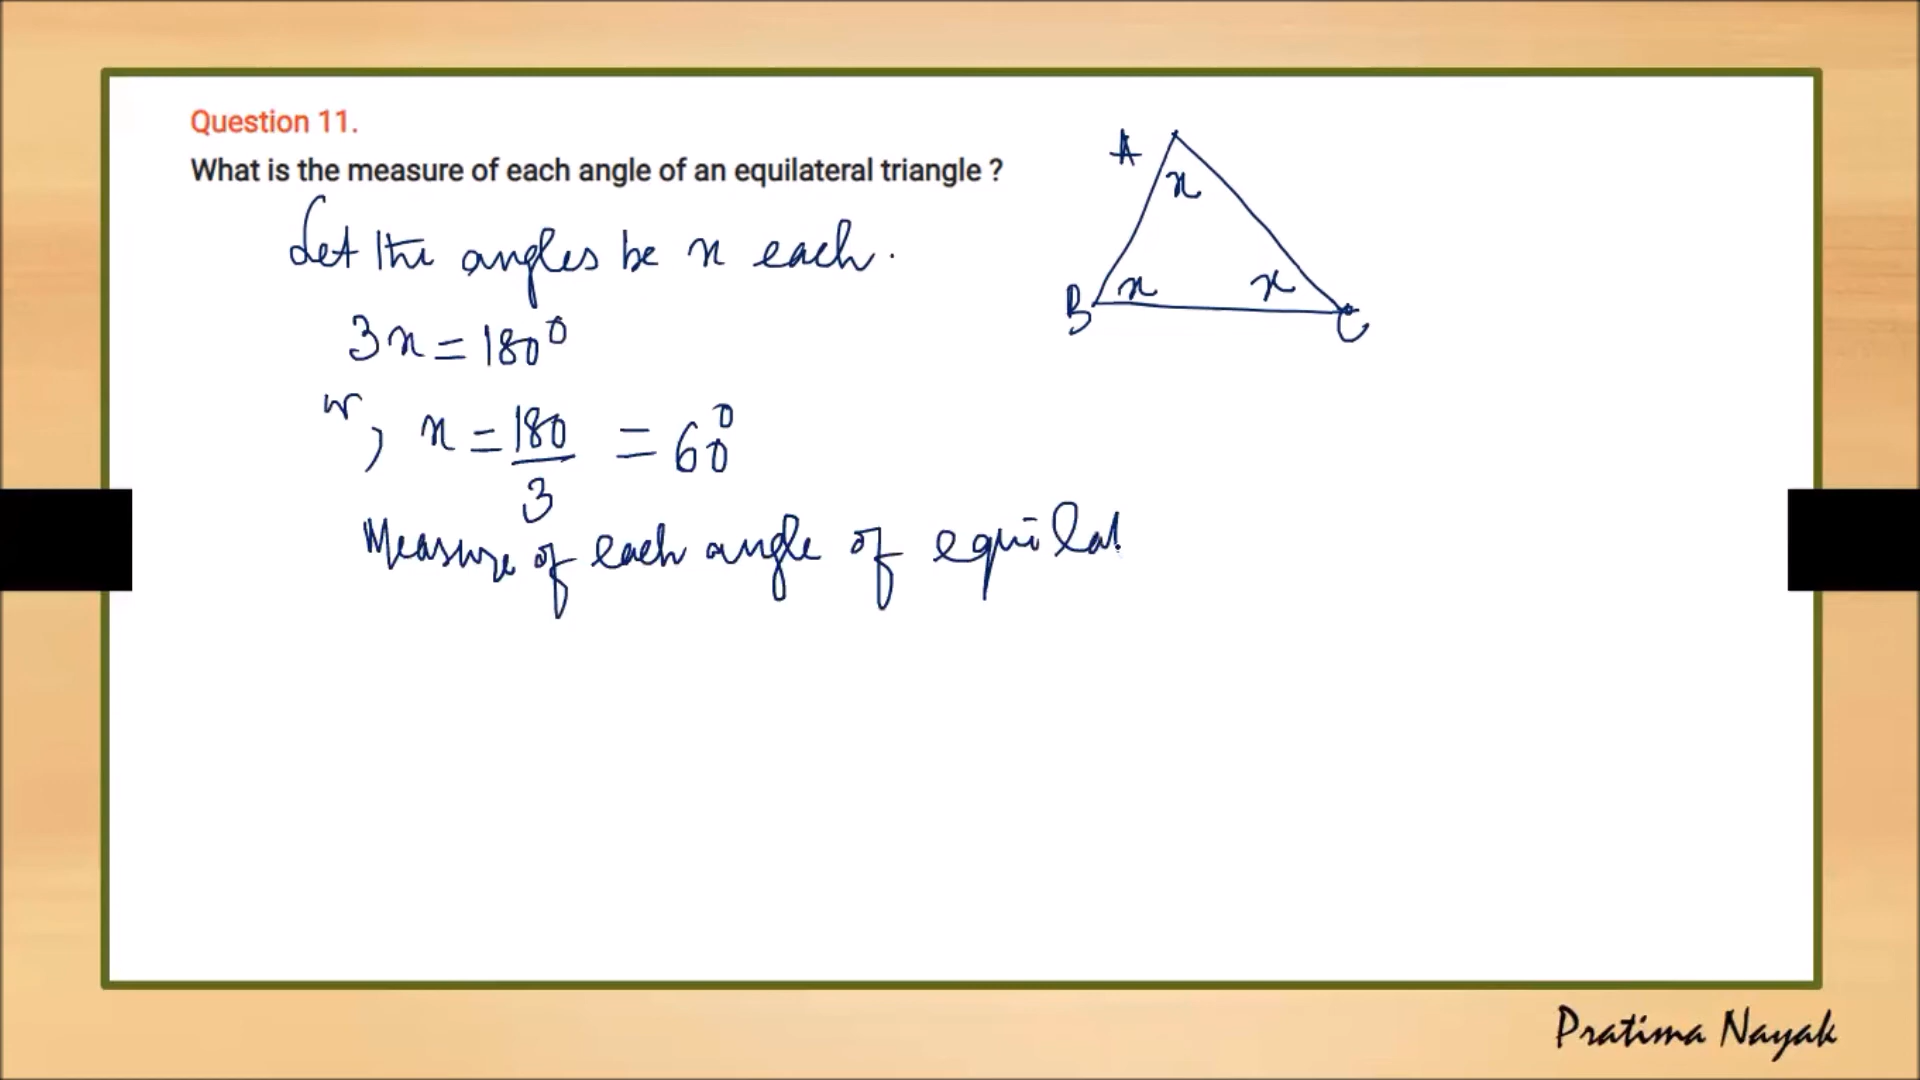 Question 11.
What is the measure of each angle of an equilateral triangle ?
Let the angles be x each.
3x = 180°
or, x = 180/3 = 60°
Measure of each angle of equilat
A
x
B x x C
Pratima Nayak